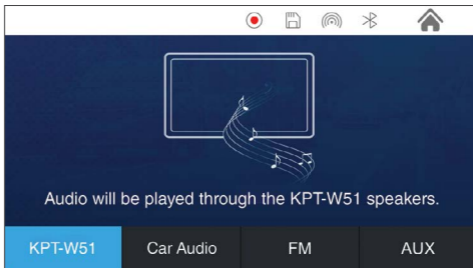 Audio will be played through the KPT-W51 speakers.
KPT-W51 Car Audio FM AUX